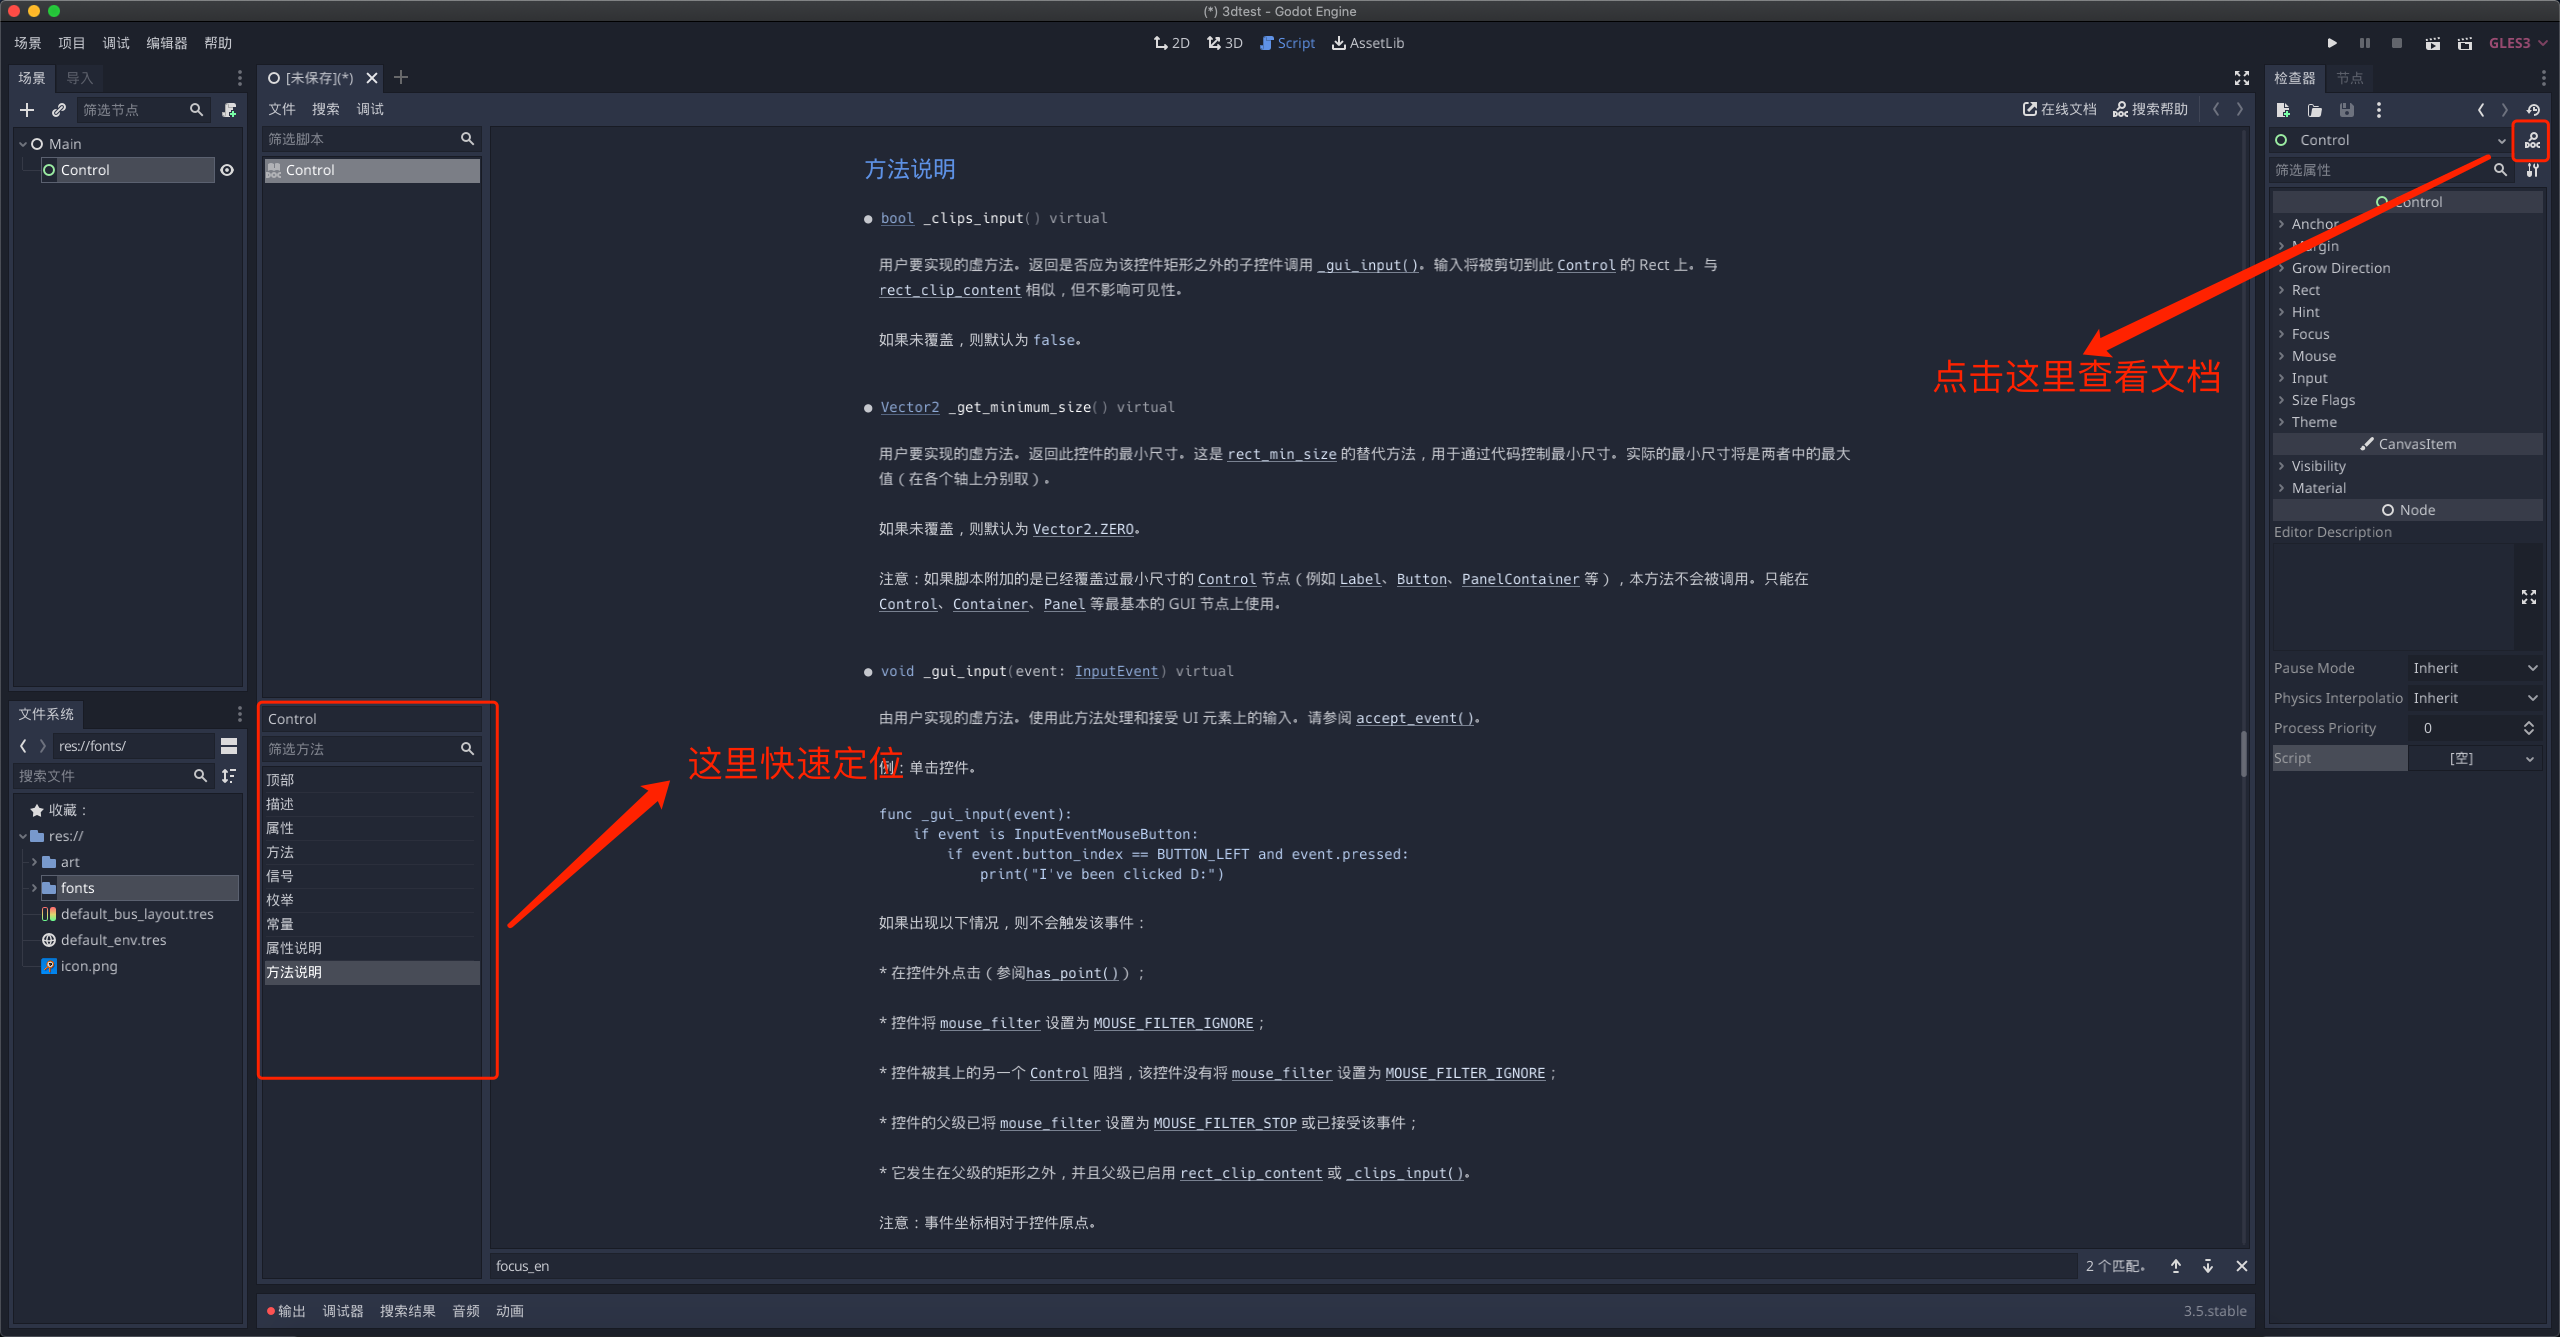 (*) 3dtest - Godot Engine
场景 项目 调试 编辑器 帮助
2D 3D Script AssetLib
GLES3
场景 导入
筛选节点
Main
Control
[未保存](*)
文件 搜索 调试
在线文档 搜索帮助
筛选脚本
Control
方法说明
bool _clips_input() virtual
用户要实现的虚方法。返回是否应为该控件矩形之外的子控件调用 _gui_input()。输入将被剪切到此 Control 的 Rect 上。与
rect_clip_content 相似，但不影响可见性。
如果未覆盖，则默认为 false。
Vector2 _get_minimum_size() virtual
用户要实现的虚方法。返回此控件的最小尺寸。这是 rect_min_size 的替代方法，用于通过代码控制最小尺寸。实际的最小尺寸将是两者中的最大
值（在各个轴上分别取）。
如果未覆盖，则默认为 Vector2.ZERO。
注意：如果脚本附加的是已经覆盖过最小尺寸的 Control 节点（例如 Label、Button、PanelContainer 等），本方法不会被调用。只能在
Control、Container、Panel 等最基本的 GUI 节点上使用。
void _gui_input(event: InputEvent) virtual
由用户实现的虚方法。使用此方法处理和接受 UI 元素上的输入。请参阅 accept_event()。
例：单击控件。
func _gui_input(event):
    if event is InputEventMouseButton:
        if event.button_index == BUTTON_LEFT and event.pressed:
            print("I've been clicked D:")
如果出现以下情况，则不会触发该事件：
* 在控件外点击（参阅has_point()）；
* 控件将 mouse_filter 设置为 MOUSE_FILTER_IGNORE；
* 控件被其上的另一个 Control 阻挡，该控件没有将 mouse_filter 设置为 MOUSE_FILTER_IGNORE；
* 控件的父级已将 mouse_filter 设置为 MOUSE_FILTER_STOP 或已接受该事件；
* 它发生在父级的矩形之外，并且父级已启用 rect_clip_content 或 _clips_input()。
注意：事件坐标相对于控件原点。
focus_en
2 个匹配。
点击这里查看文档
这里快速定位
Control
筛选方法
顶部
描述
属性
方法
信号
枚举
常量
属性说明
方法说明
文件系统
res://fonts/
搜索文件
收藏：
res://
art
fonts
default_bus_layout.tres
default_env.tres
icon.png
输出 调试器 搜索结果 音频 动画
3.5.stable
检查器 节点
Control
DOC
筛选属性
Control
Anchor
Margin
Grow Direction
Rect
Hint
Focus
Mouse
Input
Size Flags
Theme
CanvasItem
Visibility
Material
Node
Editor Description
Pause Mode Inherit
Physics Interpolatio Inherit
Process Priority 0
Script [空]